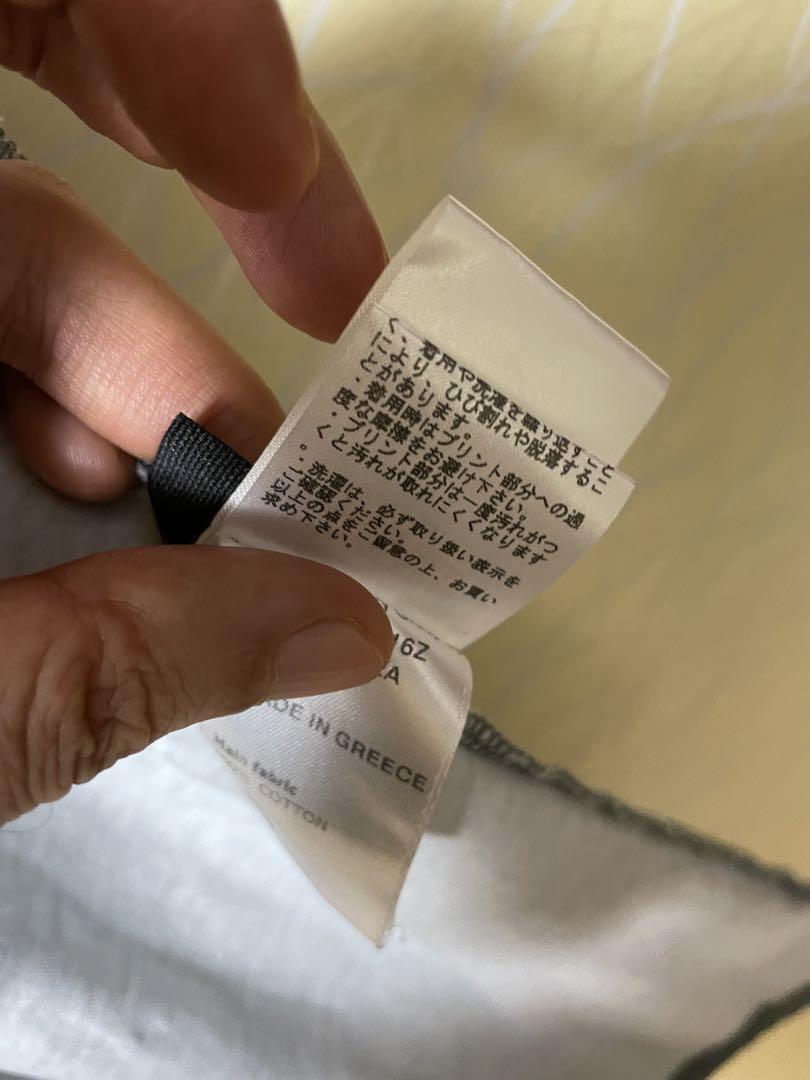 く、着用や洗濯を繰り返すこと
により、ひび割れや脱落するこ
とがあります。
・着用時はプリント部分への過
度な摩擦をお避け下さい。
・プリント部分は一度汚れがつ
くと汚れが取れにくくなります
。
・洗濯は、必ず取り扱い表示を
ご確認ください。
以上の点をご留意の上、お買い
求め下さい。
16Z
MADE IN GREECE
Main fabric
COTTON